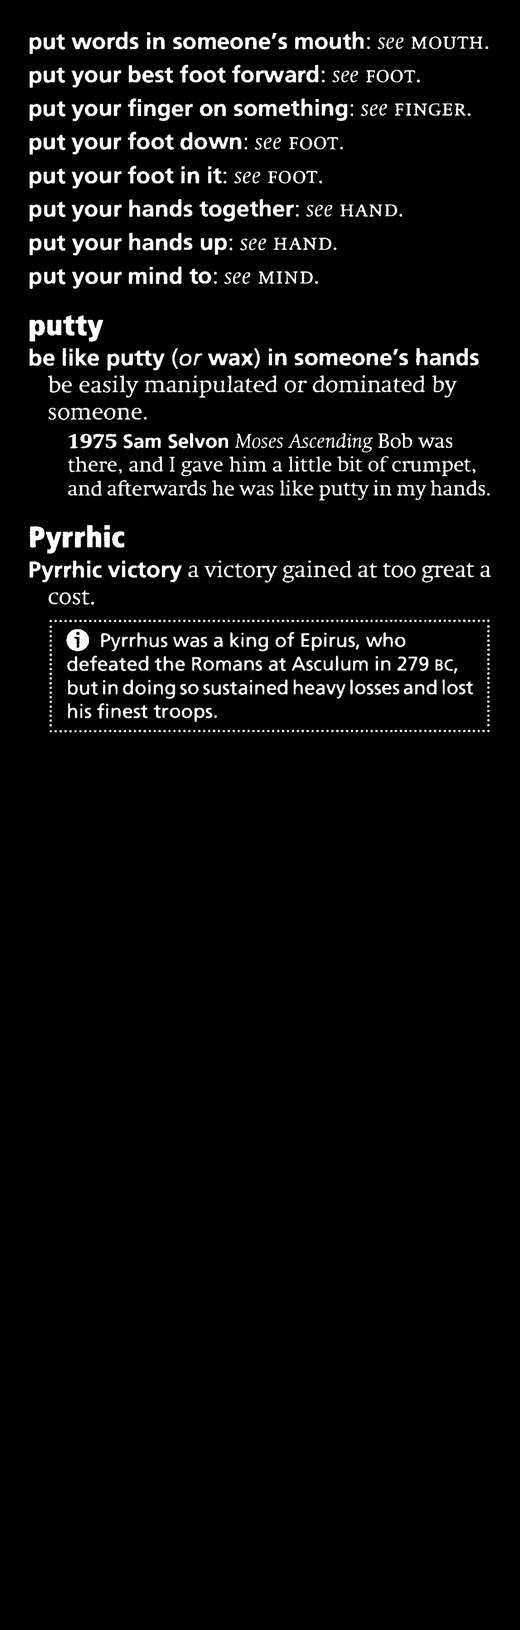 put words in someone's mouth: see MOUTH.
put your best foot forward: see FOOT.
put your finger on something: see FINGER.
put your foot down: see FOOT.
put your foot in it: see FOOT.
put your hands together: see HAND.
put your hands up: see HAND.
put your mind to: see MIND.
putty
be like putty (or wax) in someone's hands
be easily manipulated or dominated by
someone.
1975 Sam Selvon Moses Ascending Bob was
there, and I gave him a little bit of crumpet,
and afterwards he was like putty in my hands.
Pyrrhic
Pyrrhic victory a victory gained at too great a
cost.
i Pyrrhus was a king of Epirus, who
defeated the Romans at Asculum in 279 BC,
but in doing so sustained heavy losses and lost
his finest troops.